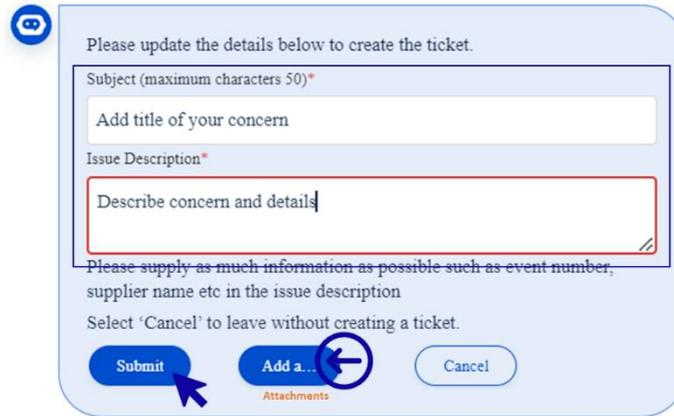 Please update the details below to create the ticket.
Subject (maximum characters 50)*
Add title of your concern
Issue Description*
Describe concern and details
Please supply as much information as possible such as event number,
supplier name etc in the issue description
Select ‘Cancel’ to leave without creating a ticket.
Submit Add a... Cancel
Attachments